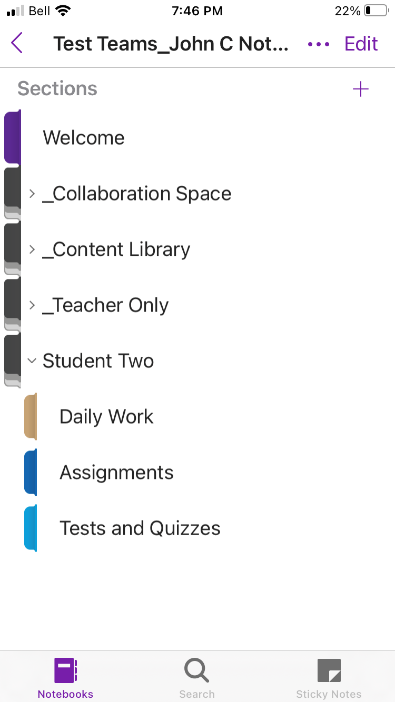 Bell 7:46 PM 22%
Test Teams_John C Not... ... Edit
Sections +
Welcome
_Collaboration Space
_Content Library
_Teacher Only
Student Two
Daily Work
Assignments
Tests and Quizzes
Notebooks Search Sticky Notes